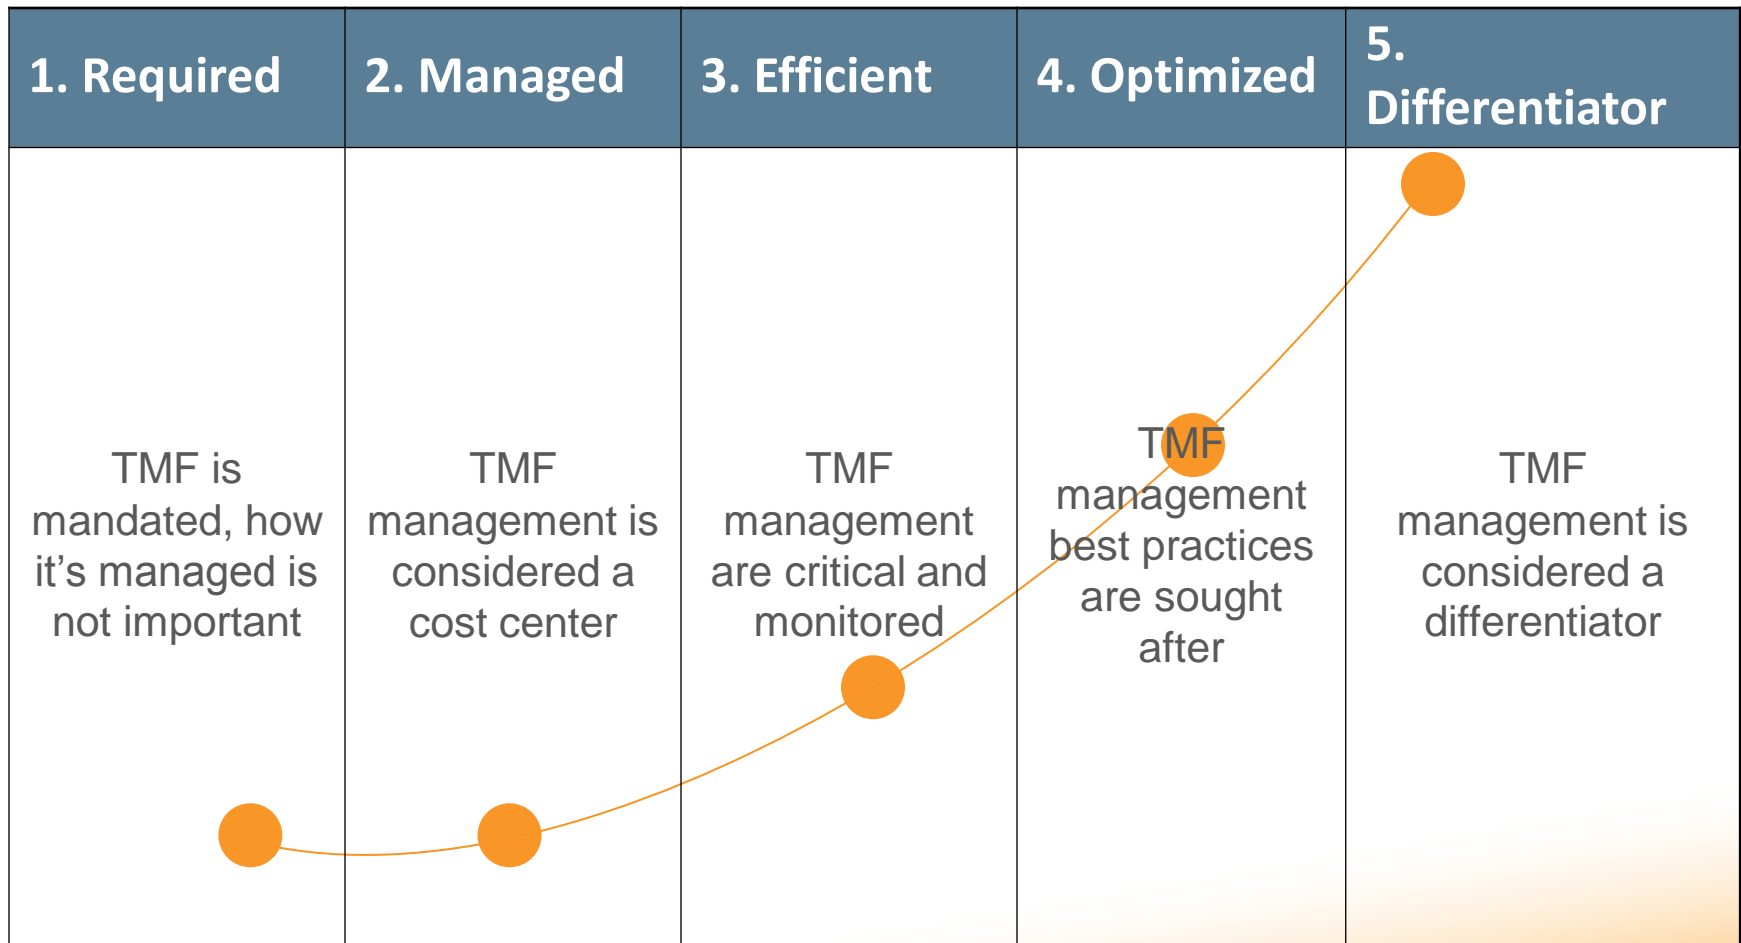 1. Required
2. Managed
3. Efficient
4. Optimized
5.
Differentiator
TMF is
mandated, how
it’s managed is
not important
TMF
management is
considered a
cost center
TMF
management
are critical and
monitored
TMF
management
best practices
are sought
after
TMF
management is
considered a
differentiator